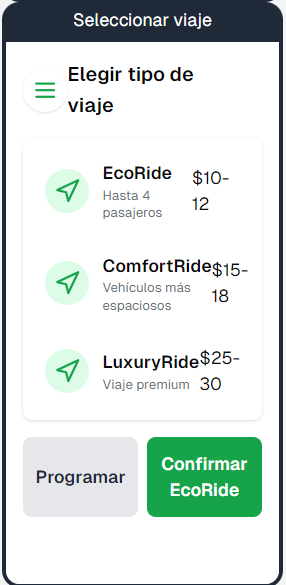 Seleccionar viaje
Elegir tipo de
viaje
EcoRide
Hasta 4
pasajeros
$10-
12
ComfortRide
Vehículos más
espaciosos
$15-
18
LuxuryRide
Viaje premium
$25-
30
Programar
Confirmar
EcoRide